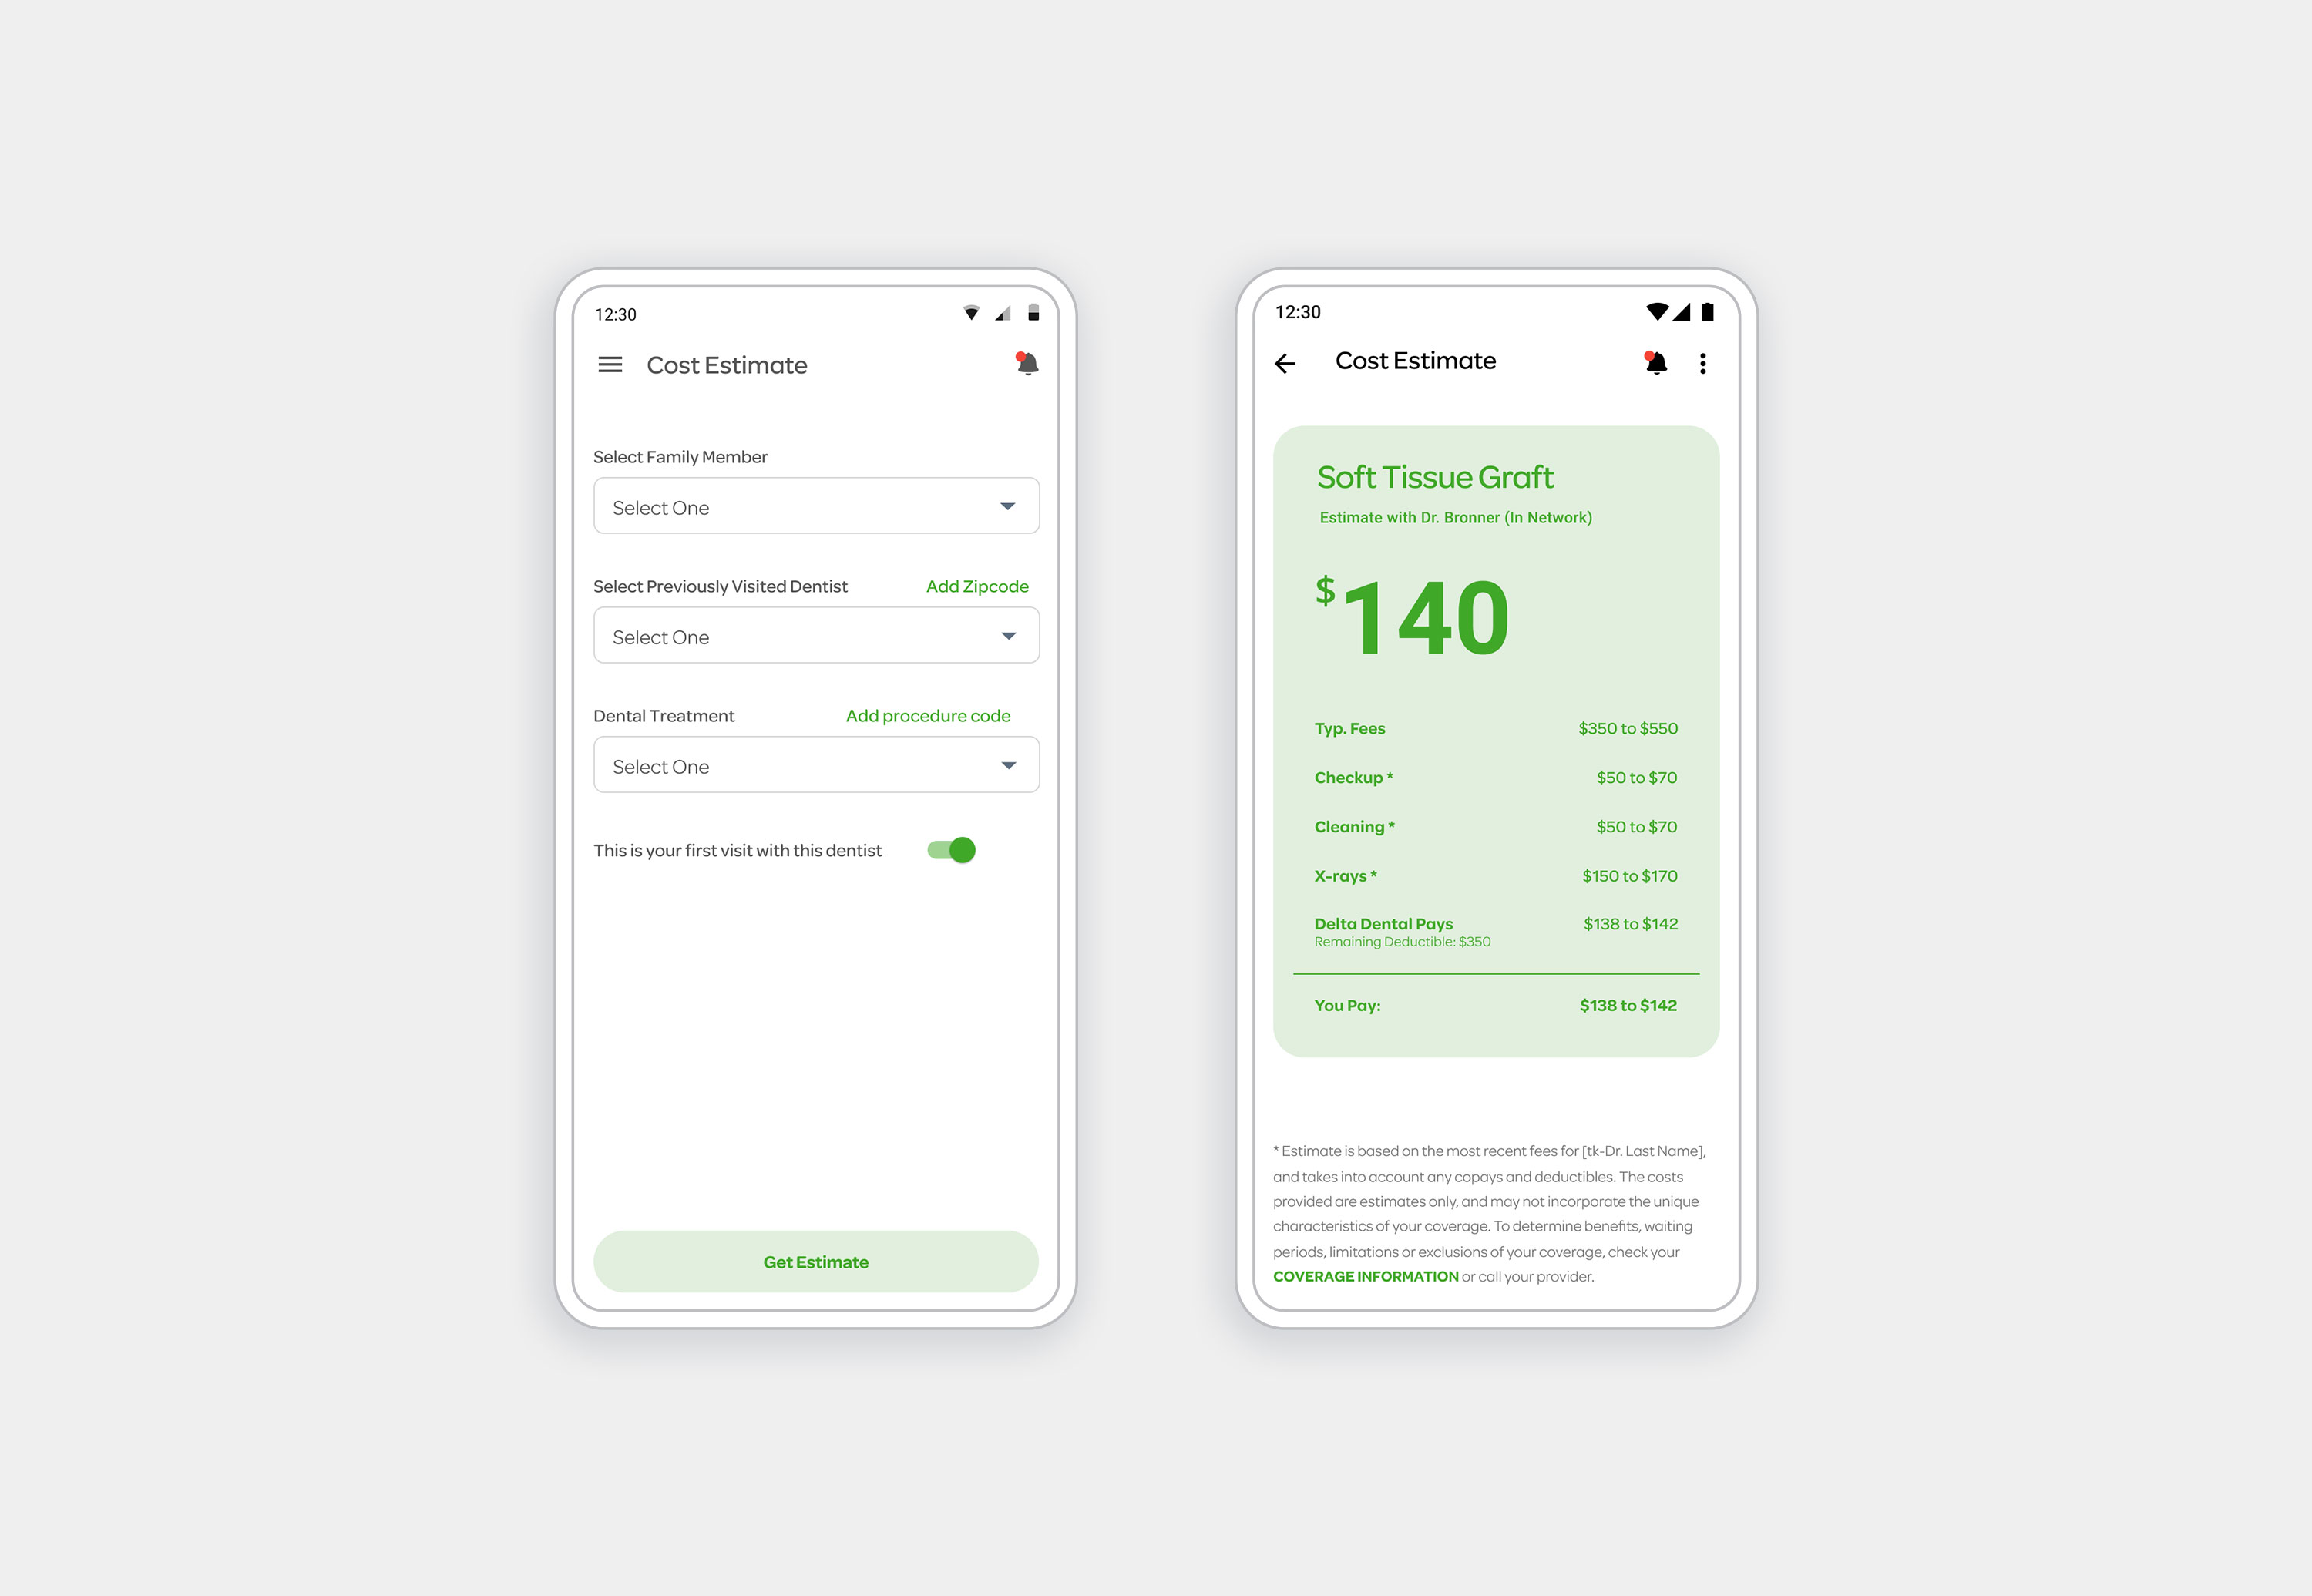 12:30
Cost Estimate
Select Family Member
Select One
Select Previously Visited Dentist Add Zipcode
Select One
Dental Treatment Add procedure code
Select One
This is your first visit with this dentist
Get Estimate
12:30
Cost Estimate
Soft Tissue Graft
Estimate with Dr. Bronner (In Network)
$140
Typ. Fees $350 to $550
Checkup * $50 to $70
Cleaning * $50 to $70
X-rays * $150 to $170
Delta Dental Pays $138 to $142
Remaining Deductible: $350
You Pay: $138 to $142
* Estimate is based on the most recent fees for [tk-Dr. Last Name],
and takes into account any copays and deductibles. The costs
provided are estimates only, and may not incorporate the unique
characteristics of your coverage. To determine benefits, waiting
periods, limitations or exclusions of your coverage, check your
COVERAGE INFORMATION or call your provider.